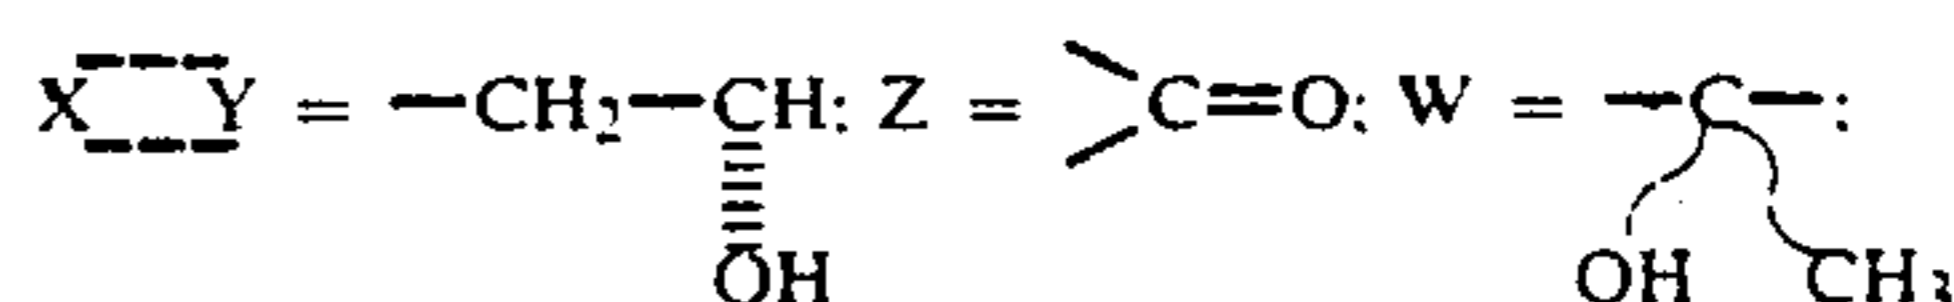 X Y = —CH₂—CH: Z = C=O: W = —C—:
OH OH CH₃